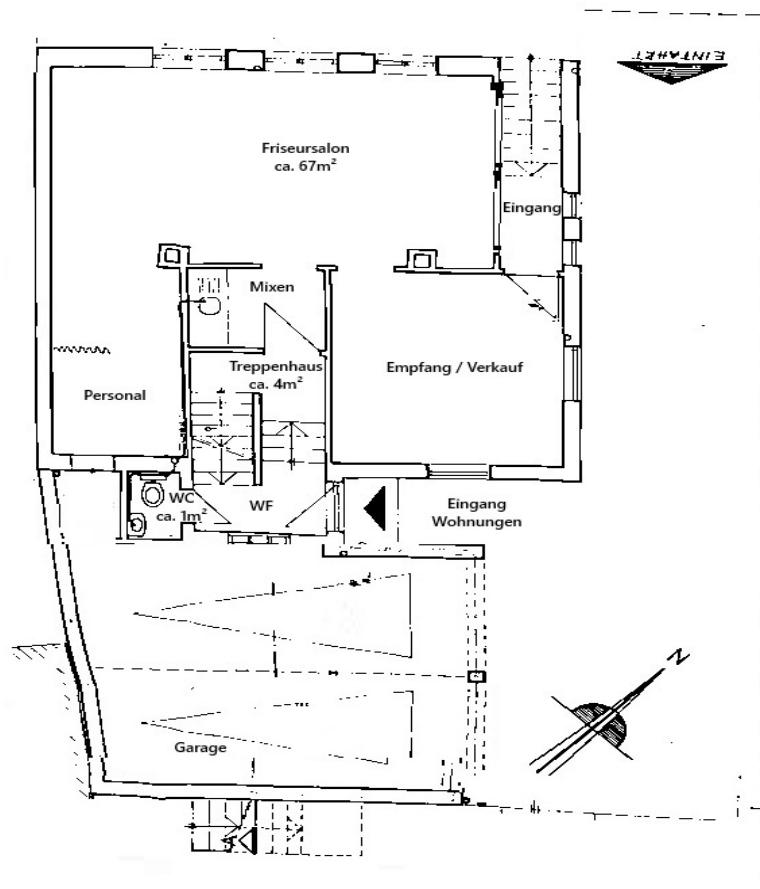 EINFAHRT
Friseursalon
ca. 67m²
Eingang
Mixen
Treppenhaus
ca. 4m²
Empfang / Verkauf
Personal
WC
ca. 1m²
WF
Eingang
Wohnungen
N
Garage